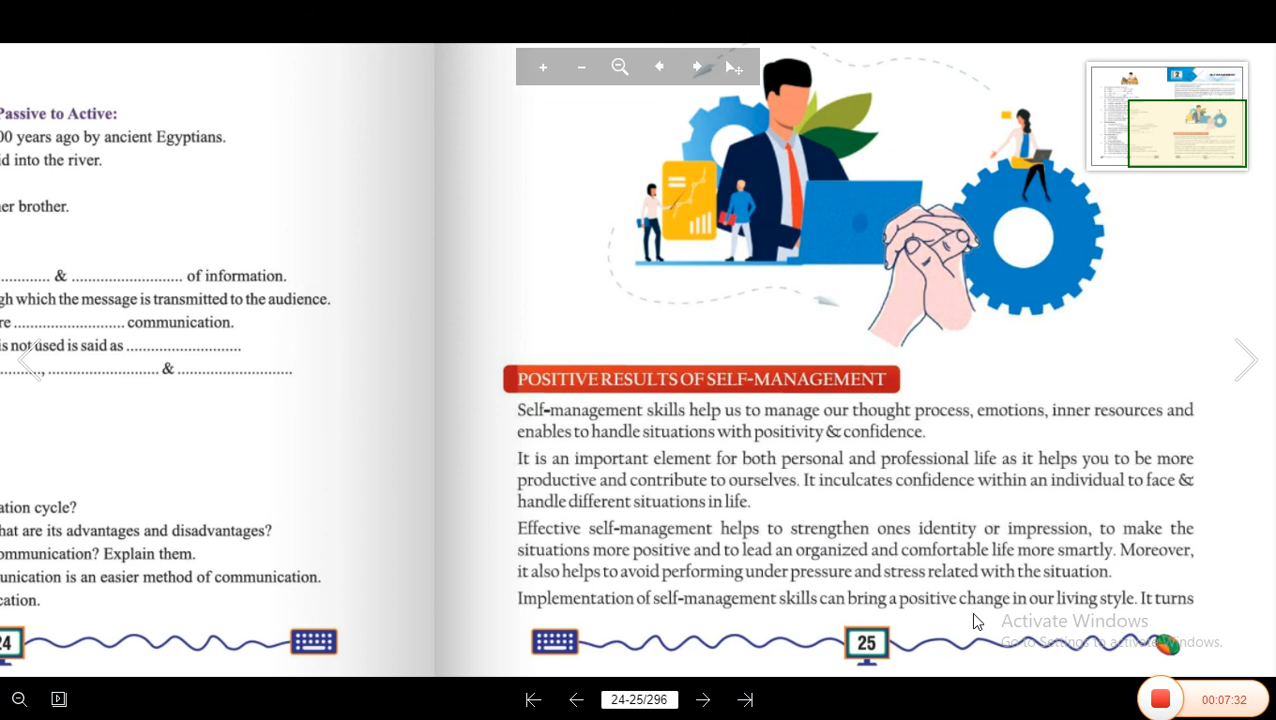 Passive to Active:
00 years ago by ancient Egyptians.
id into the river.
her brother.
............ & .......................... of information.
gh which the message is transmitted to the audience.
re .......................... communication.
is not used is said as ...........................
..........., .......................... & ...........................
ation cycle?
hat are its advantages and disadvantages?
ommunication? Explain them.
unication is an easier method of communication.
cation.
24
POSITIVE RESULTS OF SELF-MANAGEMENT
Self-management skills help us to manage our thought process, emotions, inner resources and
enables to handle situations with positivity & confidence.
It is an important element for both personal and professional life as it helps you to be more
productive and contribute to ourselves. It inculcates confidence within an individual to face &
handle different situations in life.
Effective self-management helps to strengthen ones identity or impression, to make the
situations more positive and to lead an organized and comfortable life more smartly. Moreover,
it also helps to avoid performing under pressure and stress related with the situation.
Implementation of self-management skills can bring a positive change in our living style. It turns
25
Activate Windows
Go to Settings to activate Windows.
24-25/296
00:07:32